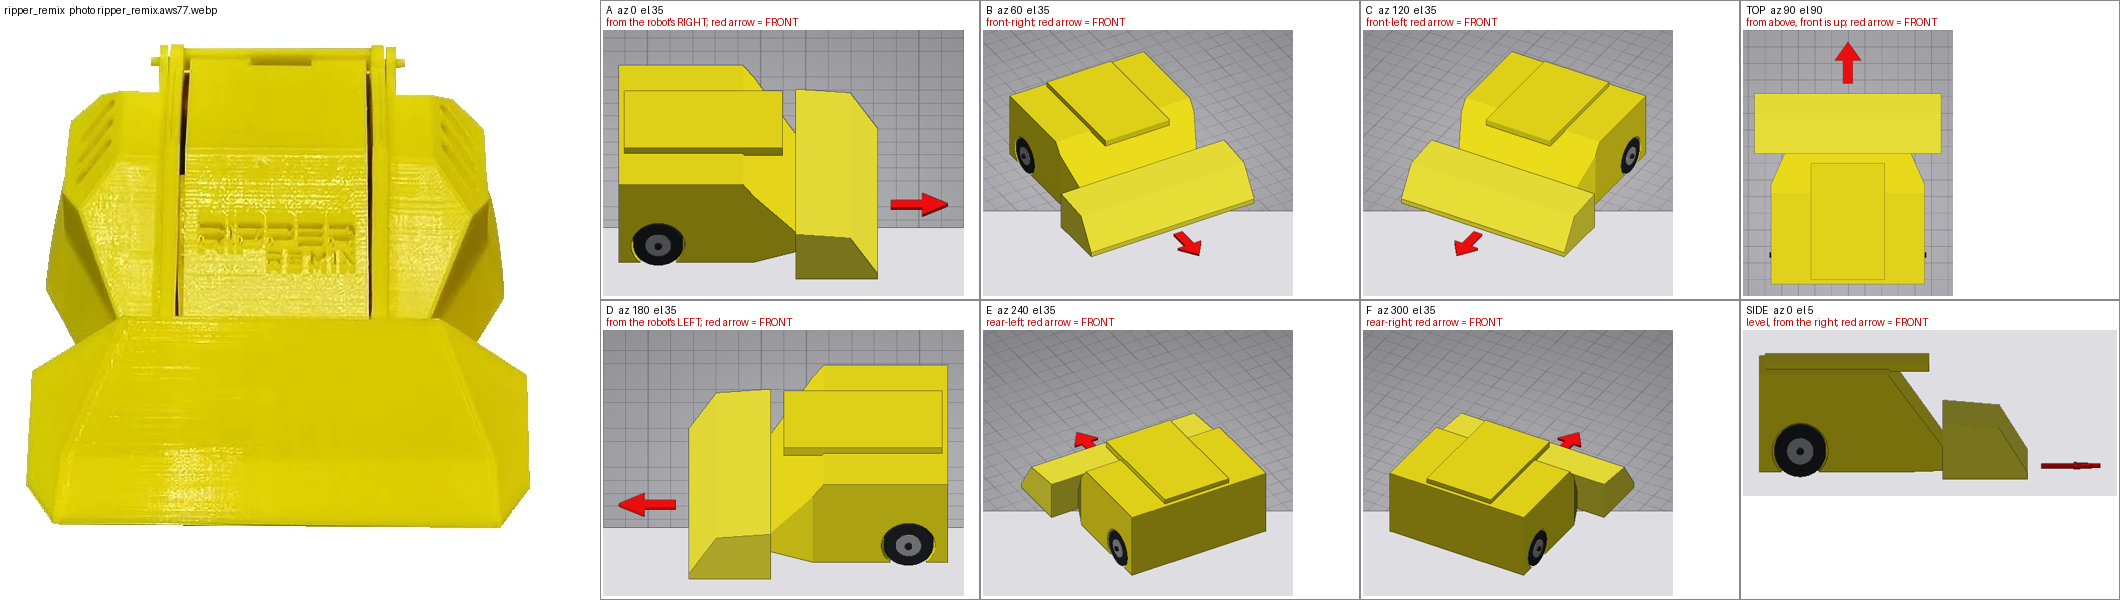 ripper_remix photo ripper_remix.aws77.webp
RIPPER
REMIX
A az 0 el 35
from the robot's RIGHT; red arrow = FRONT
B az 60 el 35
front-right; red arrow = FRONT
C az 120 el 35
front-left; red arrow = FRONT
TOP az 90 el 90
from above, front is up; red arrow = FRONT
D az 180 el 35
from the robot's LEFT; red arrow = FRONT
E az 240 el 35
rear-left; red arrow = FRONT
F az 300 el 35
rear-right; red arrow = FRONT
SIDE az 0 el 5
level, from the right; red arrow = FRONT